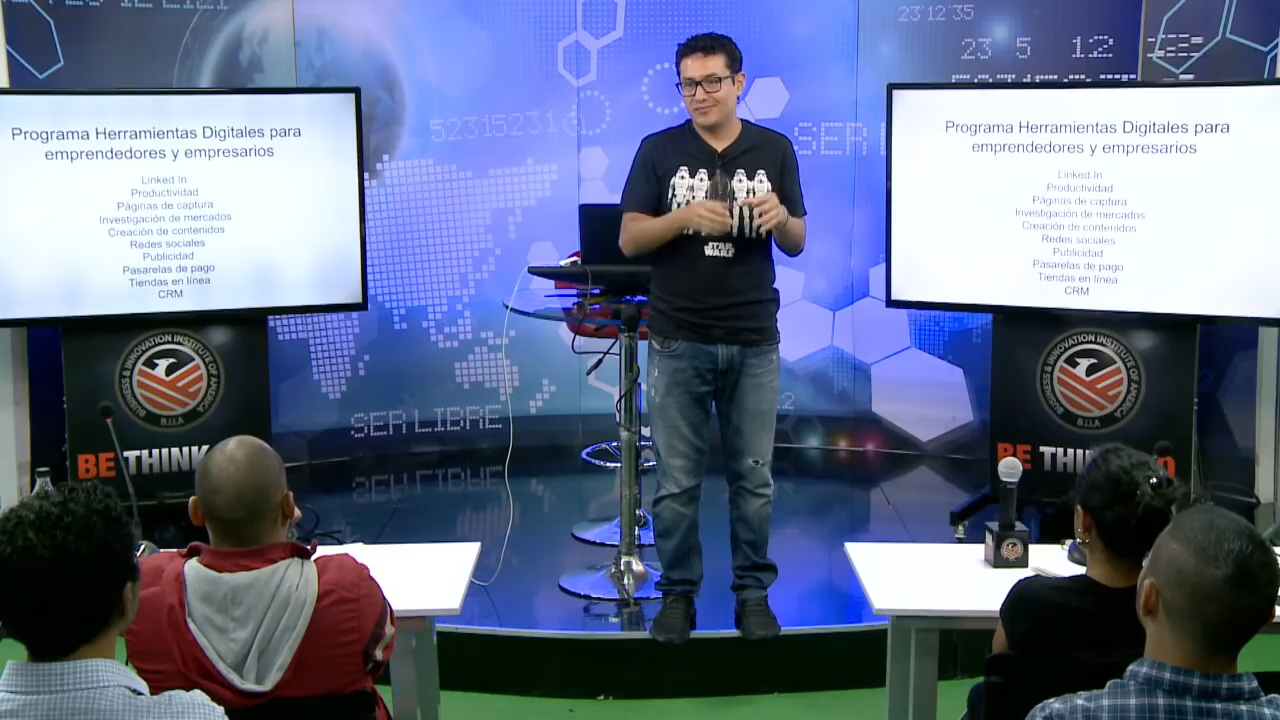 23 12 35
23 5 12
52315231
SER
Programa Herramientas Digitales para
emprendedores y empresarios
Linked In
Productividad
Páginas de captura
Investigación de mercados
Creación de contenidos
Redes sociales
Publicidad
Pasarelas de pago
Tiendas en línea
CRM
Programa Herramientas Digitales para
emprendedores y empresarios
Linked In
Productividad
Páginas de captura
Investigación de mercados
Creación de contenidos
Redes sociales
Publicidad
Pasarelas de pago
Tiendas en línea
CRM
STAR
WARS
SER LIBRE
BUSINESS & INNOVATION INSTITUTE OF AMERICA
B.I.I.A
BE THINK
BUSINESS & INNOVATION INSTITUTE OF AMERICA
B.I.I.A
BE